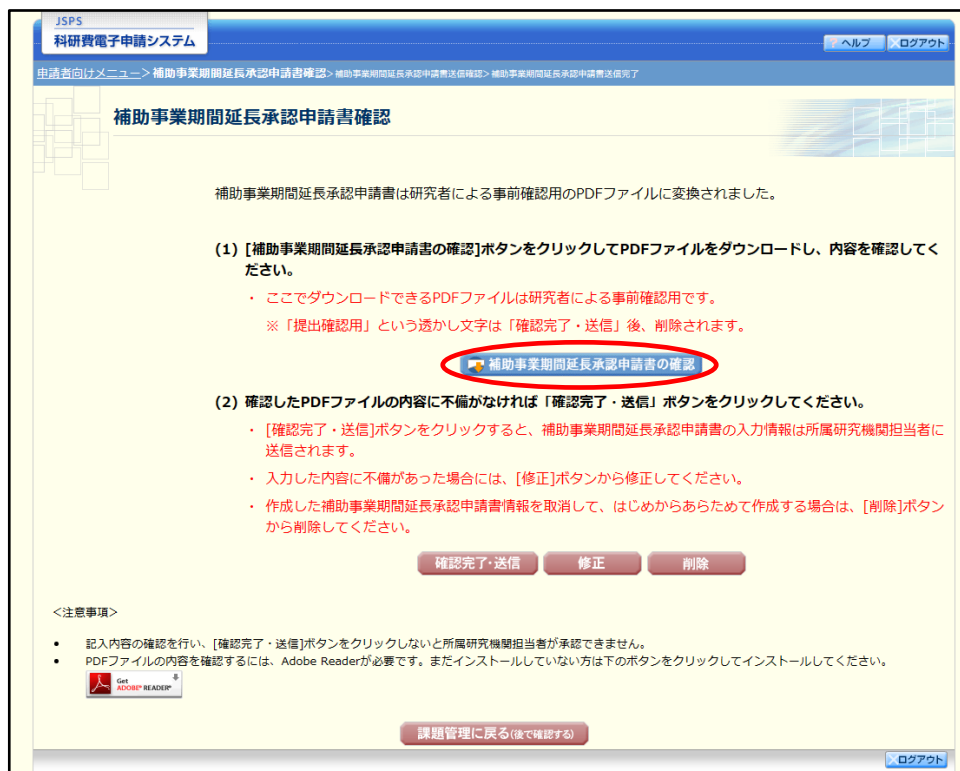 JSPS
科研費電子申請システム
? ヘルプ
ログアウト
申請者向けメニュー>補助事業期間延長承認申請書確認>補助事業期間延長承認申請書送信確認>補助事業期間延長承認申請書送信完了
補助事業期間延長承認申請書確認
補助事業期間延長承認申請書は研究者による事前確認用のPDFファイルに変換されました。
(1) [補助事業期間延長承認申請書の確認]ボタンをクリックしてPDFファイルをダウンロードし、内容を確認してく
ださい。
・ ここでダウンロードできるPDFファイルは研究者による事前確認用です。
※「提出確認用」という透かし文字は「確認完了・送信」後、削除されます。
補助事業期間延長承認申請書の確認
(2) 確認したPDFファイルの内容に不備がなければ「確認完了・送信」ボタンをクリックしてください。
・ [確認完了・送信]ボタンをクリックすると、補助事業期間延長承認申請書の入力情報は所属研究機関担当者に
送信されます。
・ 入力した内容に不備があった場合には、[修正]ボタンから修正してください。
・ 作成した補助事業期間延長承認申請書情報を取消して、はじめからあらためて作成する場合は、[削除]ボタン
から削除してください。
確認完了・送信 修正 削除
<注意事項>
• 記入内容の確認を行い、[確認完了・送信]ボタンをクリックしないと所属研究機関担当者が承認できません。
• PDFファイルの内容を確認するには、Adobe Readerが必要です。まだインストールしていない方は下のボタンをクリックしてインストールしてください。
Get
ADOBE® READER®
課題管理に戻る(後で確認する)
ログアウト